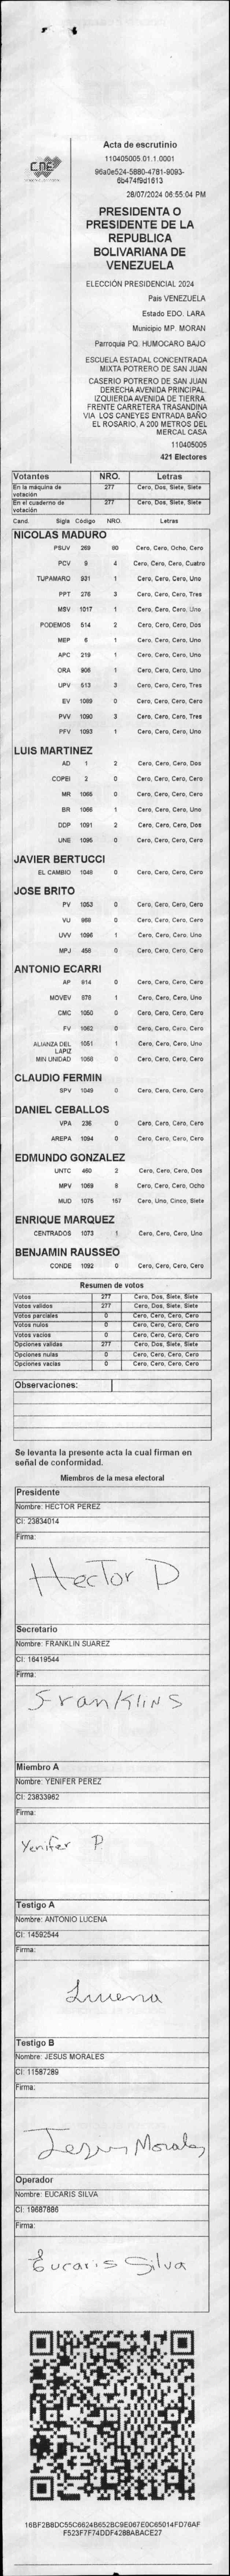 CNE
Acta de escrutinio
110405005.01.1.0001
96a0e524-5880-4781-9093-
6b474f9d1613
28/07/2024 06:55:04 PM
PRESIDENTA O
PRESIDENTE DE LA
REPUBLICA
BOLIVARIANA DE
VENEZUELA
ELECCIÓN PRESIDENCIAL 2024
Pais VENEZUELA
Estado EDO. LARA
Municipio MP. MORAN
Parroquia PQ. HUMOCARO BAJO
ESCUELA ESTADAL CONCENTRADA
MIXTA POTRERO DE SAN JUAN
CASERIO POTRERO DE SAN JUAN
DERECHA AVENIDA PRINCIPAL.
IZQUIERDA AVENIDA DE TIERRA.
FRENTE CARRETERA TRASANDINA
VIA LOS CANEYES ENTRADA BAÑO
EL ROSARIO, A 200 METROS DEL
MERCAL CASA
110405005
421 Electores
Votantes NRO. Letras
En la máquina de votación 277 Cero, Dos, Siete, Siete
En el cuaderno de votación 277 Cero, Dos, Siete, Siete
Cand. Sigla Código NRO. Letras
NICOLAS MADURO
PSUV 269 80 Cero, Cero, Ocho, Cero
PCV 9 4 Cero, Cero, Cero, Cuatro
TUPAMARO 931 1 Cero, Cero, Cero, Uno
PPT 276 3 Cero, Cero, Cero, Tres
MSV 1017 1 Cero, Cero, Cero, Uno
PODEMOS 514 2 Cero, Cero, Cero, Dos
MEP 6 1 Cero, Cero, Cero, Uno
APC 219 1 Cero, Cero, Cero, Uno
ORA 906 1 Cero, Cero, Cero, Uno
UPV 513 3 Cero, Cero, Cero, Tres
EV 1089 0 Cero, Cero, Cero, Cero
PVV 1090 3 Cero, Cero, Cero, Tres
PFV 1093 1 Cero, Cero, Cero, Uno
LUIS MARTINEZ
AD 1 2 Cero, Cero, Cero, Dos
COPEI 2 0 Cero, Cero, Cero, Cero
MR 1065 0 Cero, Cero, Cero, Cero
BR 1066 1 Cero, Cero, Cero, Uno
DDP 1091 2 Cero, Cero, Cero, Dos
UNE 1095 0 Cero, Cero, Cero, Cero
JAVIER BERTUCCI
EL CAMBIO 1048 0 Cero, Cero, Cero, Cero
JOSE BRITO
PV 1053 0 Cero, Cero, Cero, Cero
VU 968 0 Cero, Cero, Cero, Cero
UVV 1096 1 Cero, Cero, Cero, Uno
MPJ 458 0 Cero, Cero, Cero, Cero
ANTONIO ECARRI
AP 814 0 Cero, Cero, Cero, Cero
MOVEV 878 1 Cero, Cero, Cero, Uno
CMC 1050 0 Cero, Cero, Cero, Cero
FV 1062 0 Cero, Cero, Cero, Cero
ALIANZA DEL LAPIZ 1051 1 Cero, Cero, Cero, Uno
MIN UNIDAD 1068 0 Cero, Cero, Cero, Cero
CLAUDIO FERMIN
SPV 1049 0 Cero, Cero, Cero, Cero
DANIEL CEBALLOS
VPA 236 0 Cero, Cero, Cero, Cero
AREPA 1094 0 Cero, Cero, Cero, Cero
EDMUNDO GONZALEZ
UNTC 460 2 Cero, Cero, Cero, Dos
MPV 1069 8 Cero, Cero, Cero, Ocho
MUD 1075 157 Cero, Uno, Cinco, Siete
ENRIQUE MARQUEZ
CENTRADOS 1073 1 Cero, Cero, Cero, Uno
BENJAMIN RAUSSEO
CONDE 1092 0 Cero, Cero, Cero, Cero
Resumen de votos
Votos 277 Cero, Dos, Siete, Siete
Votos validos 277 Cero, Dos, Siete, Siete
Votos parciales 0 Cero, Cero, Cero, Cero
Votos nulos 0 Cero, Cero, Cero, Cero
Votos vacios 0 Cero, Cero, Cero, Cero
Opciones validas 277 Cero, Dos, Siete, Siete
Opciones nulas 0 Cero, Cero, Cero, Cero
Opciones vacias 0 Cero, Cero, Cero, Cero
Observaciones:
Se levanta la presente acta la cual firman en
señal de conformidad.
Miembros de la mesa electoral
Presidente
Nombre: HECTOR PEREZ
CI: 23834014
Firma:
Hector P
Secretario
Nombre: FRANKLIN SUAREZ
CI: 16419544
Firma:
Franklin S
Miembro A
Nombre: YENIFER PEREZ
CI: 23833962
Firma:
Yenifer P
Testigo A
Nombre: ANTONIO LUCENA
CI: 14592544
Firma:
Lucena
Testigo B
Nombre: JESUS MORALES
CI: 11587289
Firma:
Jesus Morales
Operador
Nombre: EUCARIS SILVA
CI: 19687886
Firma:
Eucaris Silva
16BF2B8DC55C6624B652BC9E067E0C65014FD76AF
F523F7F74DDF4288ABACE27